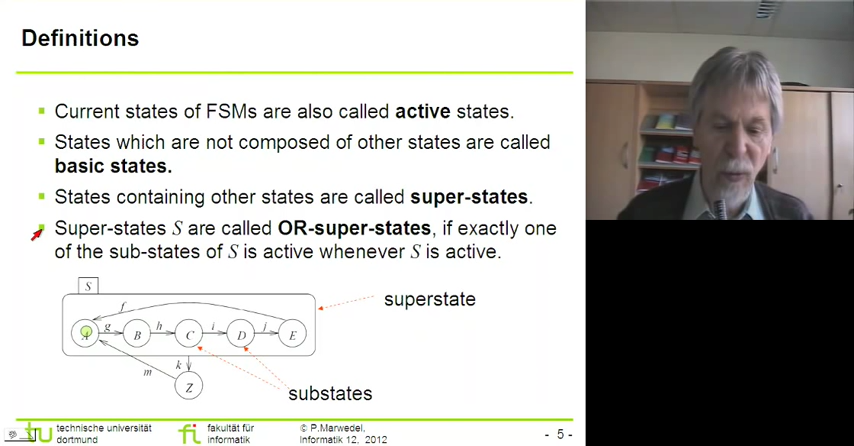 Definitions
Current states of FSMs are also called active states.
States which are not composed of other states are called
basic states.
States containing other states are called super-states.
Super-states S are called OR-super-states, if exactly one
of the sub-states of S is active whenever S is active.
S
f
superstate
A g B h C i D j E
k
m
Z
substates
tu technische universität
dortmund
fi fakultät für
informatik
© P.Marwedel,
Informatik 12, 2012
- 5 -